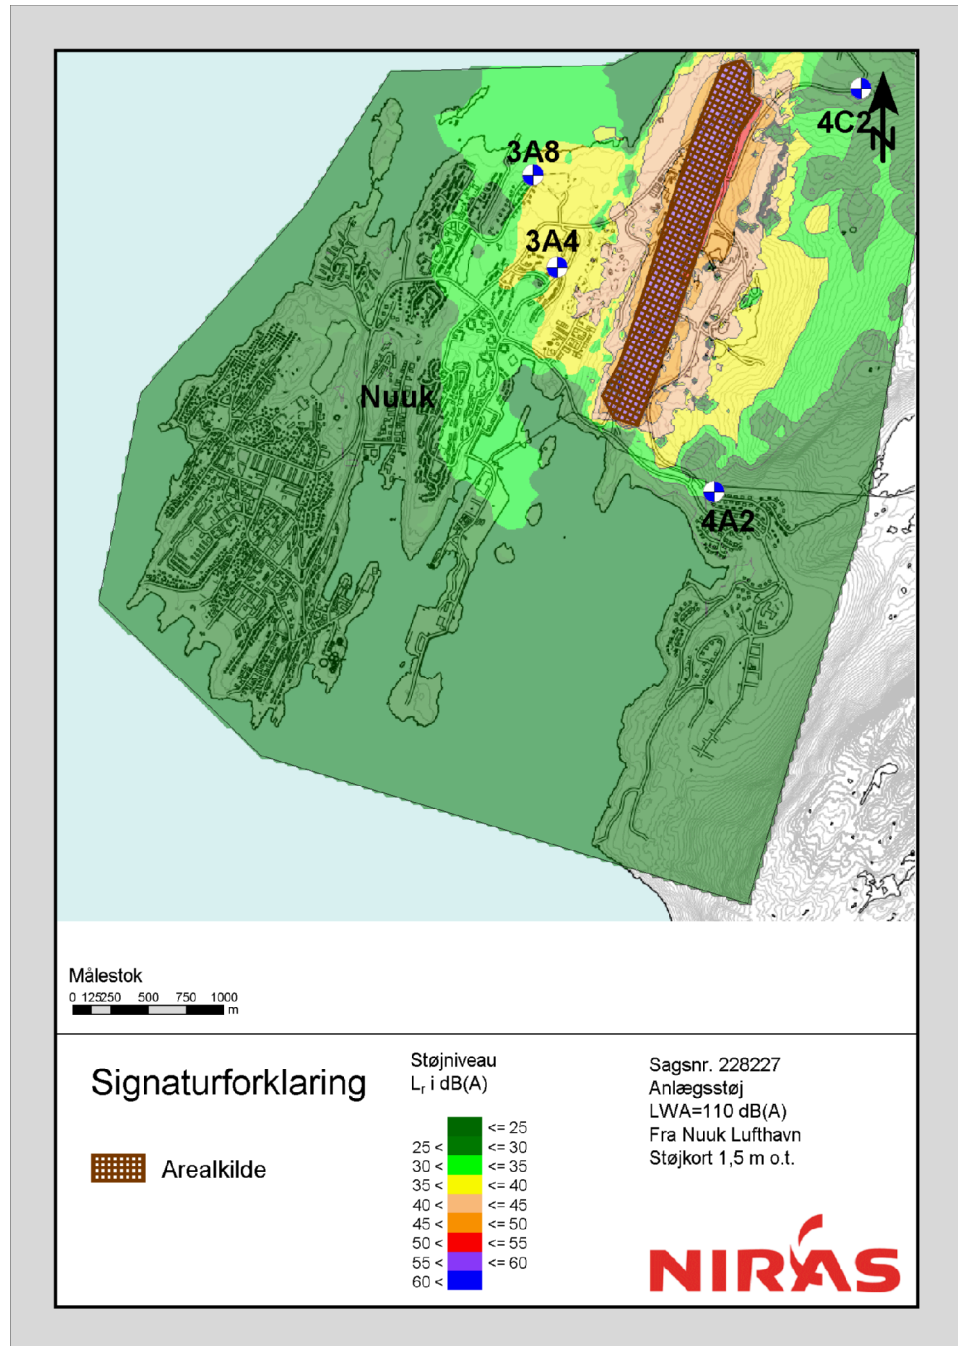 4C2
N
3A8
3A4
Nuuk
4A2
Målestok
0 125250 500 750 1000
m
Signaturforklaring
Arealkilde
Støjniveau
Lr i dB(A)
<= 25
25 < <= 30
30 < <= 35
35 < <= 40
40 < <= 45
45 < <= 50
50 < <= 55
55 < <= 60
60 <
Sagsnr. 228227
Anlægsstøj
LWA=110 dB(A)
Fra Nuuk Lufthavn
Støjkort 1,5 m o.t.
NIRAS